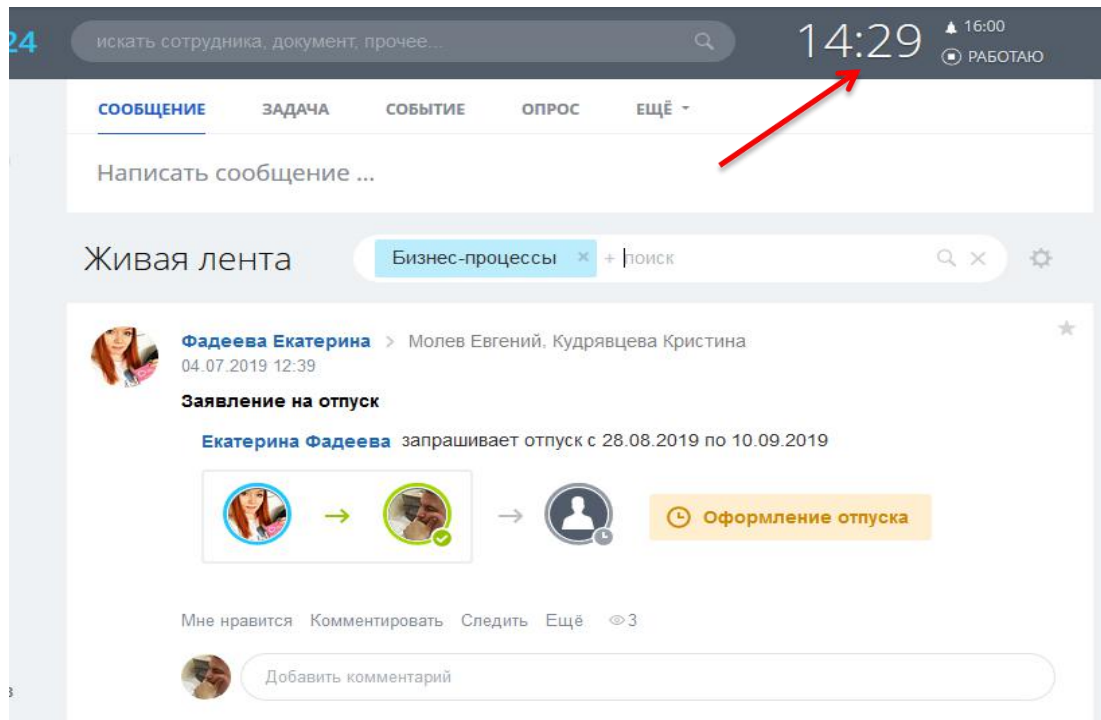 24 искать сотрудника, документ, прочее... 14:29 16:00
РАБОТАЮ
СООБЩЕНИЕ ЗАДАЧА СОБЫТИЕ ОПРОС ЕЩЁ
Написать сообщение ...
Живая лента Бизнес-процессы × + поиск
Фадеева Екатерина > Молев Евгений, Кудрявцева Кристина
04.07.2019 12:39
Заявление на отпуск
Екатерина Фадеева запрашивает отпуск с 28.08.2019 по 10.09.2019
Оформление отпуска
Мне нравится Комментировать Следить Ещё 3
Добавить комментарий